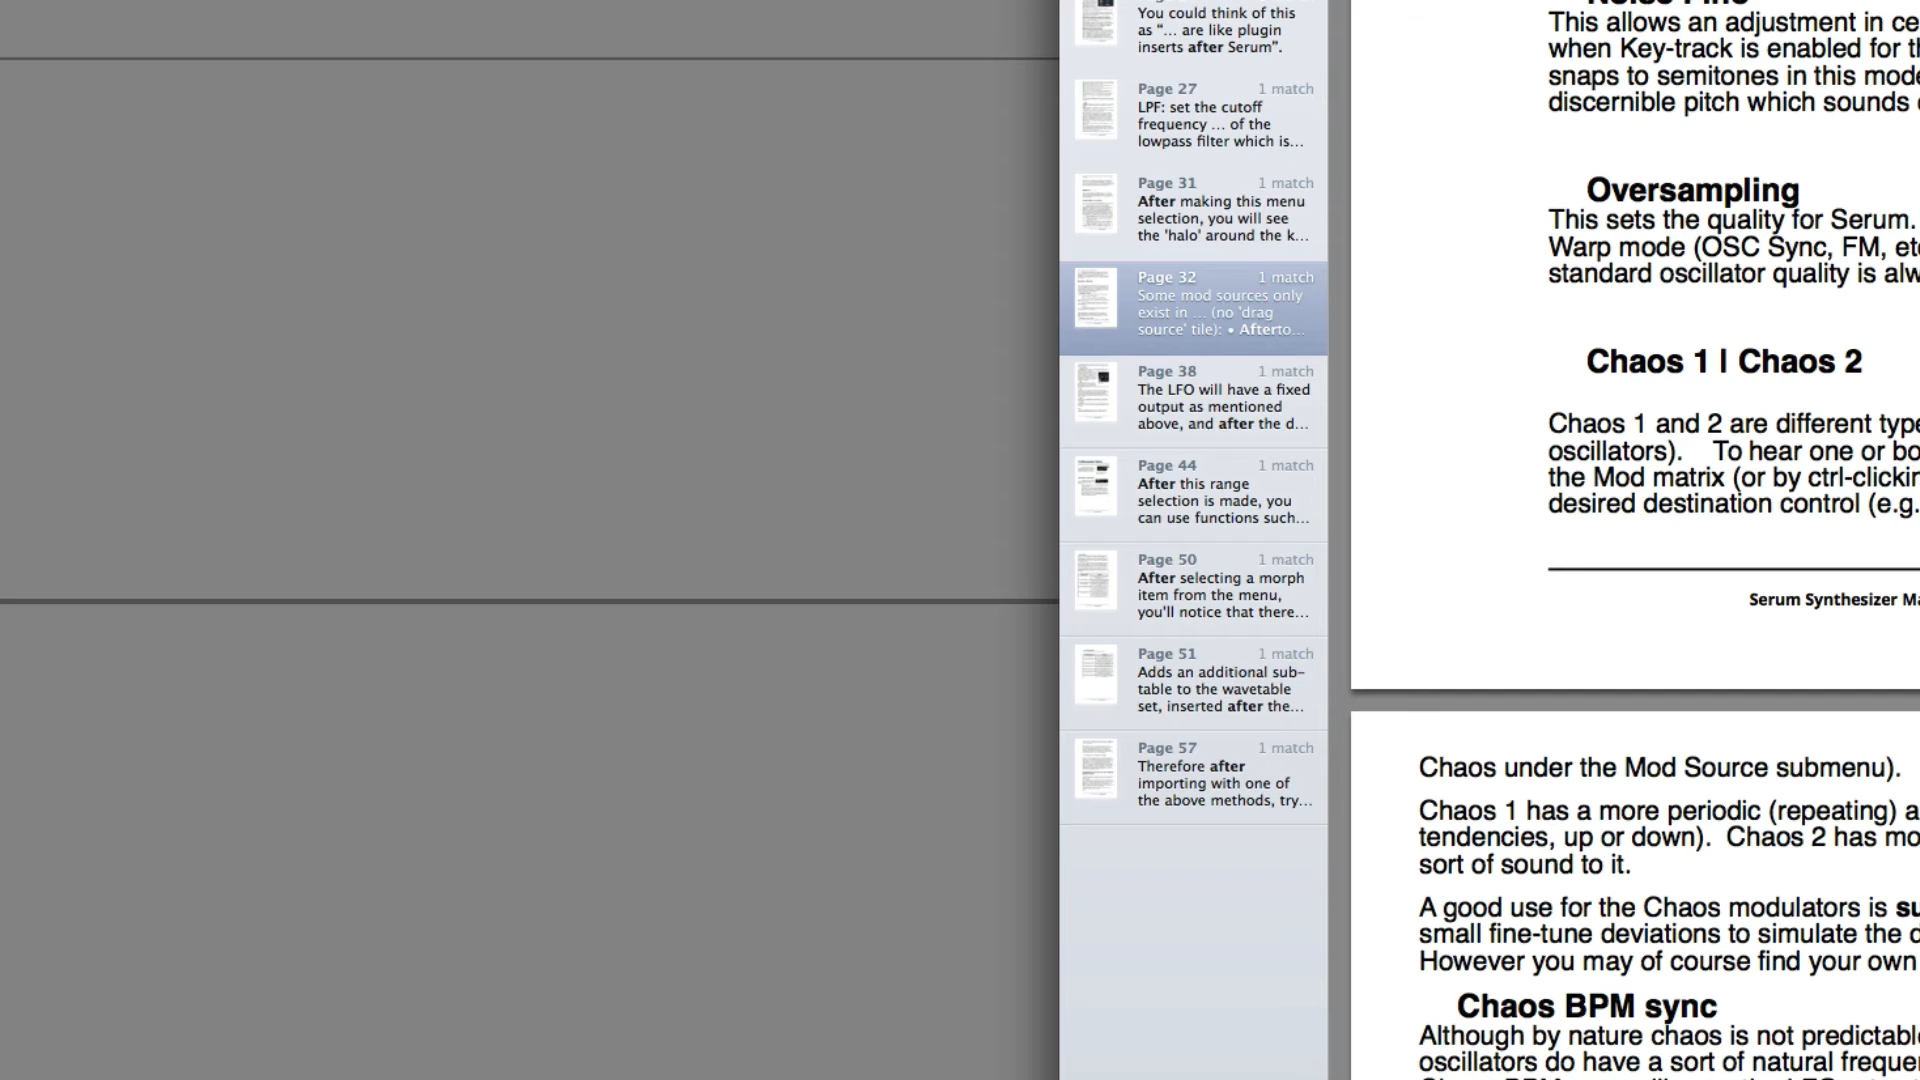 You could think of this
as “... are like plugin
inserts after Serum”.
Page 27 1 match
LPF: set the cutoff
frequency ... of the
lowpass filter which is...
Page 31 1 match
After making this menu
selection, you will see
the 'halo' around the k...
Page 32 1 match
Some mod sources only
exist in ... (no 'drag
source' tile): • Afterto...
Page 38 1 match
The LFO will have a fixed
output as mentioned
above, and after the d...
Page 44 1 match
After this range
selection is made, you
can use functions such...
Page 50 1 match
After selecting a morph
item from the menu,
you'll notice that there...
Page 51 1 match
Adds an additional sub-
table to the wavetable
set, inserted after the...
Page 57 1 match
Therefore after
importing with one of
the above methods, try...
This allows an adjustment in ce
when Key-track is enabled for
snaps to semitones in this mode
discernible pitch which sounds
Oversampling
This sets the quality for Serum.
Warp mode (OSC Sync, FM, etc
standard oscillator quality is alw
Chaos 1 | Chaos 2
Chaos 1 and 2 are different type
oscillators). To hear one or bo
the Mod matrix (or by ctrl-clickin
desired destination control (e.g.
Serum Synthesizer Ma
Chaos under the Mod Source submenu).
Chaos 1 has a more periodic (repeating) a
tendencies, up or down). Chaos 2 has mo
sort of sound to it.
A good use for the Chaos modulators is su
small fine-tune deviations to simulate the d
However you may of course find your own
Chaos BPM sync
Although by nature chaos is not predictable
oscillators do have a sort of natural freque